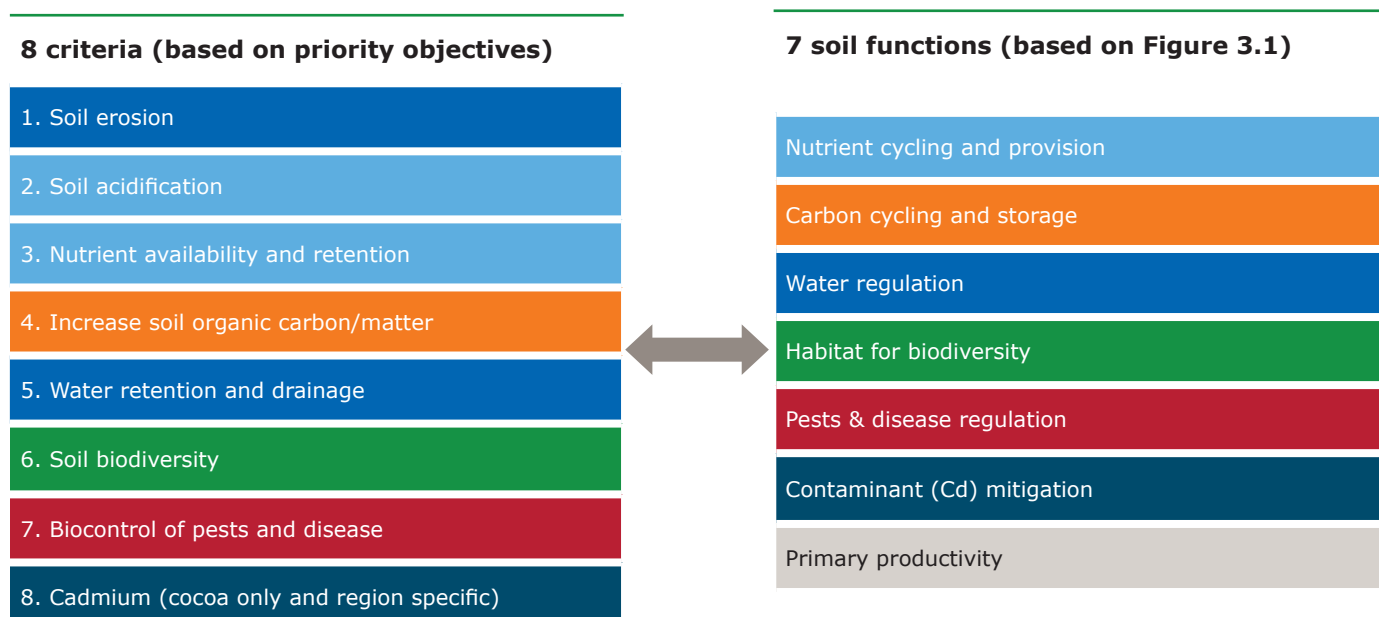 8 criteria (based on priority objectives)
1. Soil erosion
2. Soil acidification
3. Nutrient availability and retention
4. Increase soil organic carbon/matter
5. Water retention and drainage
6. Soil biodiversity
7. Biocontrol of pests and disease
8. Cadmium (cocoa only and region specific)
7 soil functions (based on Figure 3.1)
Nutrient cycling and provision
Carbon cycling and storage
Water regulation
Habitat for biodiversity
Pests & disease regulation
Contaminant (Cd) mitigation
Primary productivity